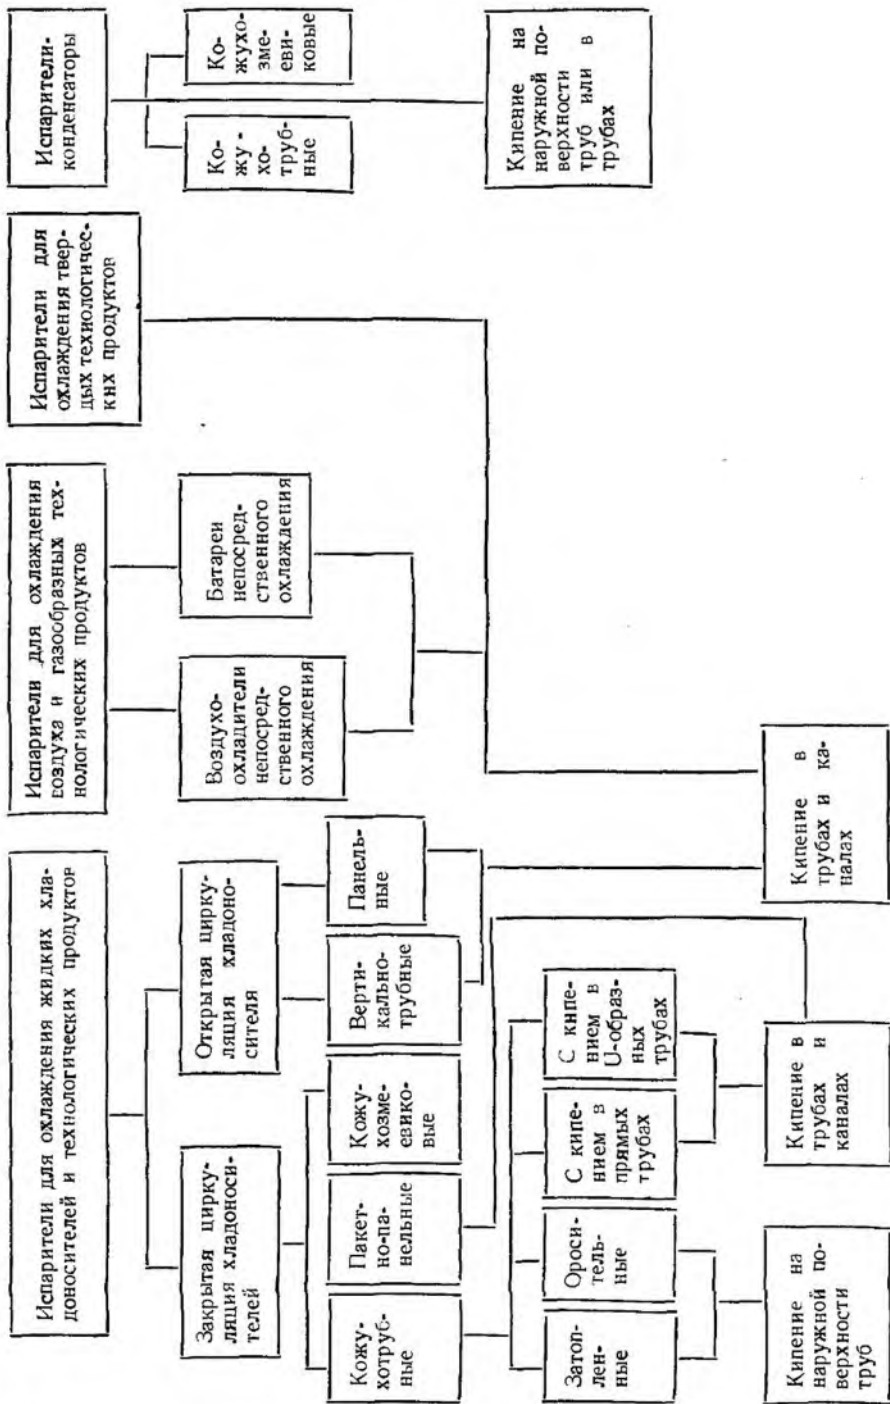 Испарители для охлаждения жидких хла-
доносителей и технологических продуктов
Испарители для охлаждения
воздуха и газообразных тех-
нологических продуктов
Испарители для
охлаждения твер-
дых технологичес-
ких продуктов
Испарители-
конденсаторы
Закрытая цирку-
ляция хладоноси-
телей
Открытая цирку-
ляция хладоно-
сителя
Воздухо-
охладители
непосред-
ственного
охлаждения
Батареи
непосред-
ственного
охлаждения
Ко-
жу-
хо-
труб-
ные
Ко-
жухо-
зме-
еви-
ковые
Кожу-
хотруб-
ные
Пакет-
но-па-
нельные
Кожу-
хозме-
евико-
вые
Верти-
кально-
трубные
Панель-
ные
Затоп-
лен-
ные
Ороси-
тель-
ные
С кипе-
нием в
прямых
трубах
С кипе-
нием в
U-образ-
ных
трубах
Кипение на
наружной по-
верхности
труб
Кипение в
трубах и
каналах
Кипение в
трубах и ка-
налах
Кипение на
наружной по-
верхности
труб или в
трубах